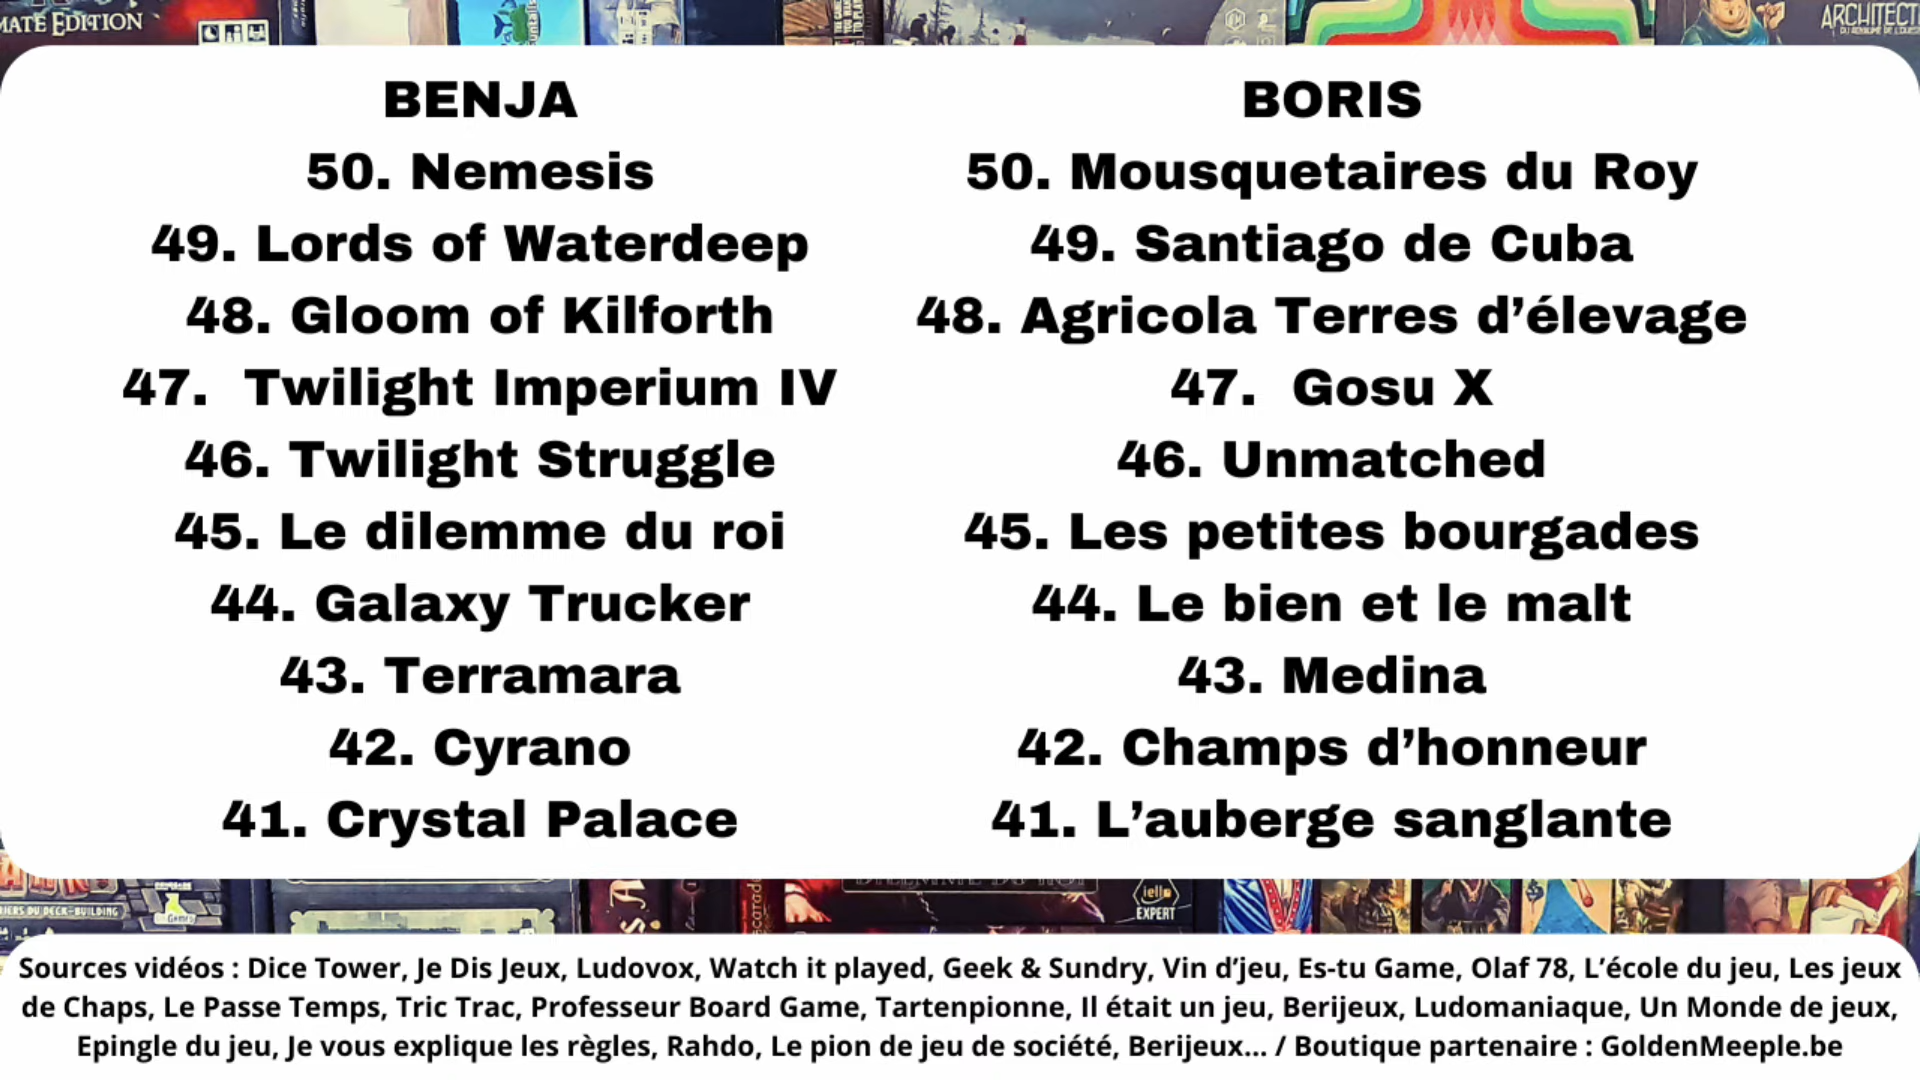 MATE EDITION
ARCHITECT
BENJA
50. Nemesis
49. Lords of Waterdeep
48. Gloom of Kilforth
47.  Twilight Imperium IV
46. Twilight Struggle
45. Le dilemme du roi
44. Galaxy Trucker
43. Terramara
42. Cyrano
41. Crystal Palace
BORIS
50. Mousquetaires du Roy
49. Santiago de Cuba
48. Agricola Terres d’élevage
47.  Gosu X
46. Unmatched
45. Les petites bourgades
44. Le bien et le malt
43. Medina
42. Champs d’honneur
41. L’auberge sanglante
DECK-BUILDING
iello
EXPERT
Sources vidéos : Dice Tower, Je Dis Jeux, Ludovox, Watch it played, Geek & Sundry, Vin d’jeu, Es-tu Game, Olaf 78, L’école du jeu, Les jeux
de Chaps, Le Passe Temps, Tric Trac, Professeur Board Game, Tartenpionne, Il était un jeu, Berijeux, Ludomaniaque, Un Monde de jeux,
Epingle du jeu, Je vous explique les règles, Rahdo, Le pion de jeu de société, Berijeux... / Boutique partenaire : GoldenMeeple.be